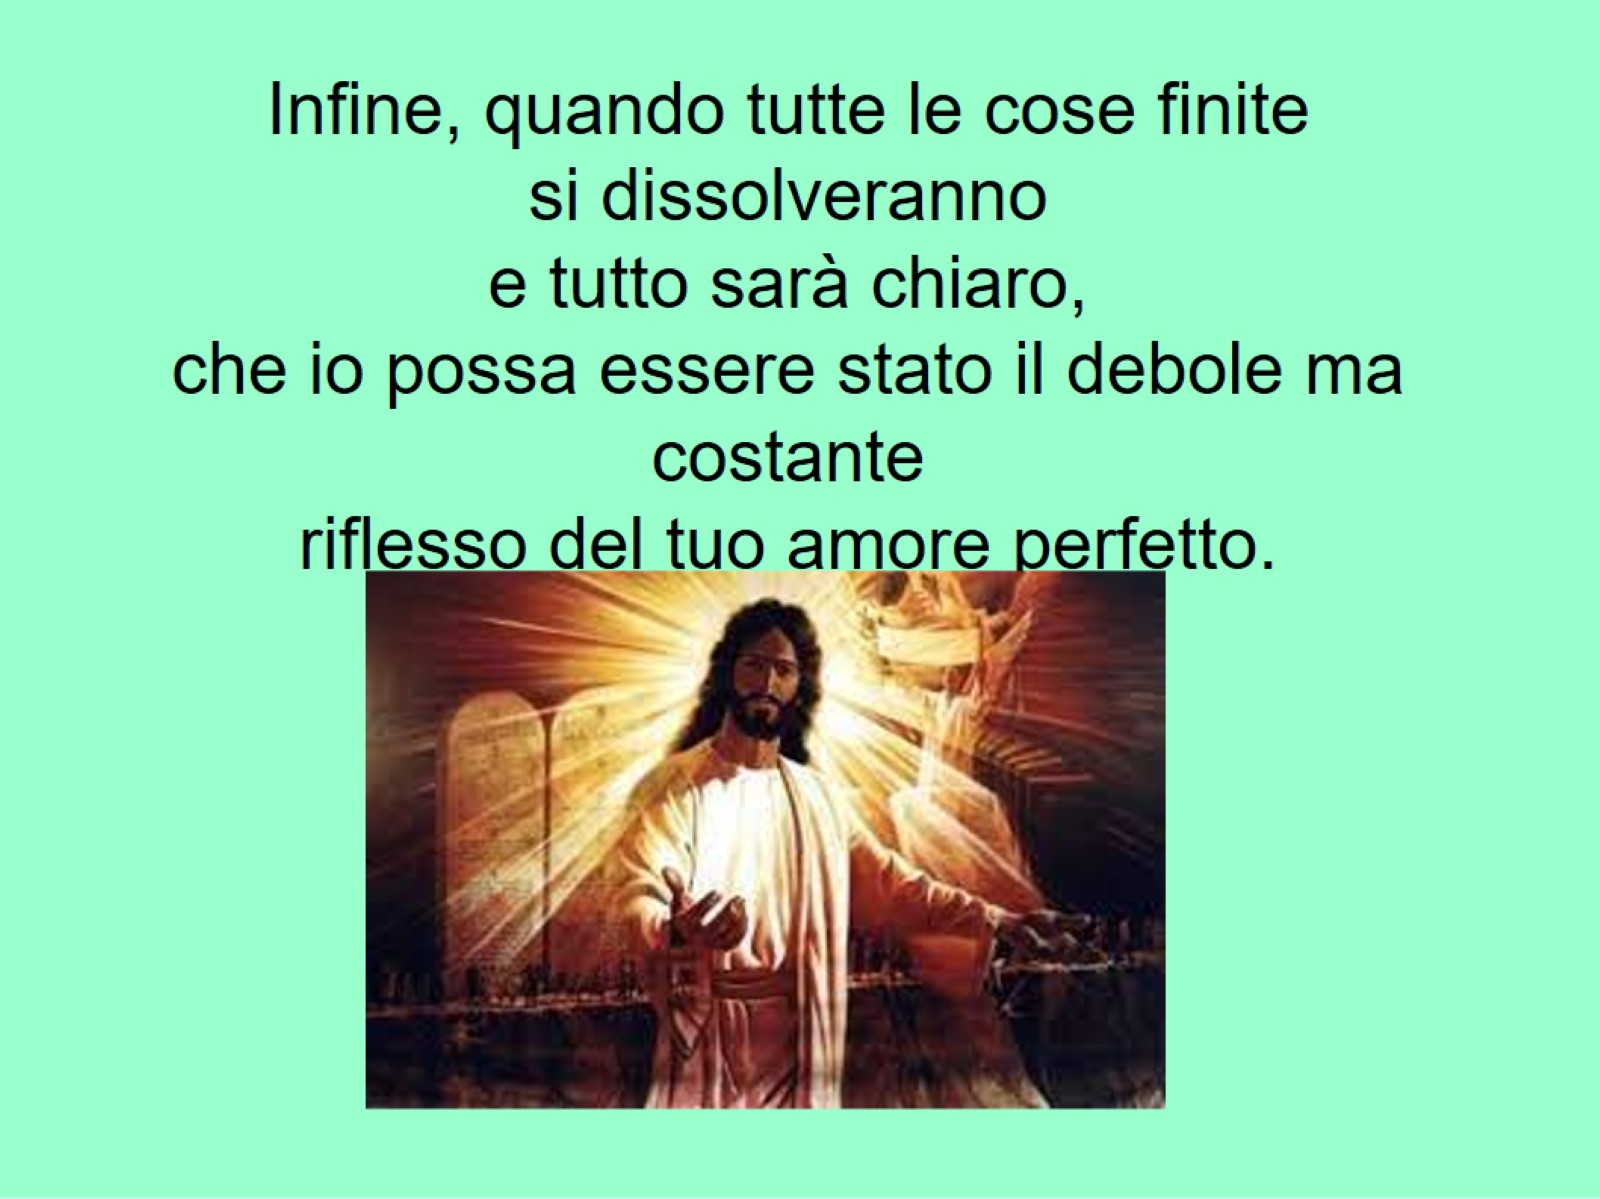 Infine, quando tutte le cose finite
si dissolveranno
e tutto sarà chiaro,
che io possa essere stato il debole ma
costante
riflesso del tuo amore perfetto.